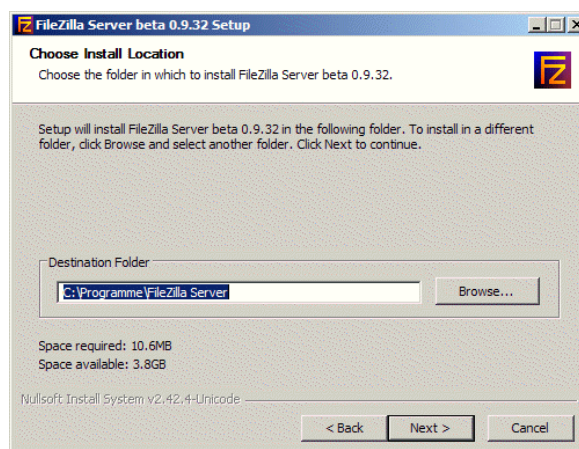 FileZilla Server beta 0.9.32 Setup
Choose Install Location
Choose the folder in which to install FileZilla Server beta 0.9.32.
FZ
Setup will install FileZilla Server beta 0.9.32 in the following folder. To install in a different
folder, click Browse and select another folder. Click Next to continue.
Destination Folder
C:\Programme\FileZilla Server
Browse...
Space required: 10.6MB
Space available: 3.8GB
Nullsoft Install System v2.42.4-Unicode
< Back
Next >
Cancel